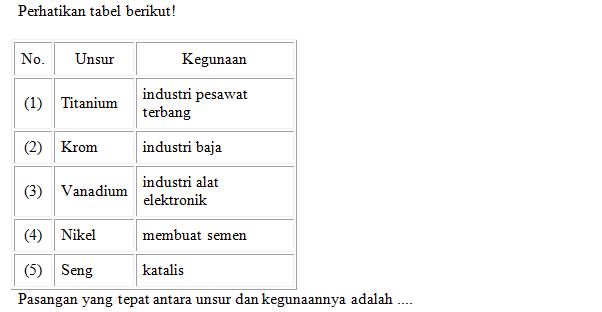 Perhatikan tabel berikut!
No. Unsur Kegunaan
(1) Titanium industri pesawat
terbang
(2) Krom industri baja
(3) Vanadium industri alat
elektronik
(4) Nikel membuat semen
(5) Seng katalis
Pasangan yang tepat antara unsur dan kegunaannya adalah ....